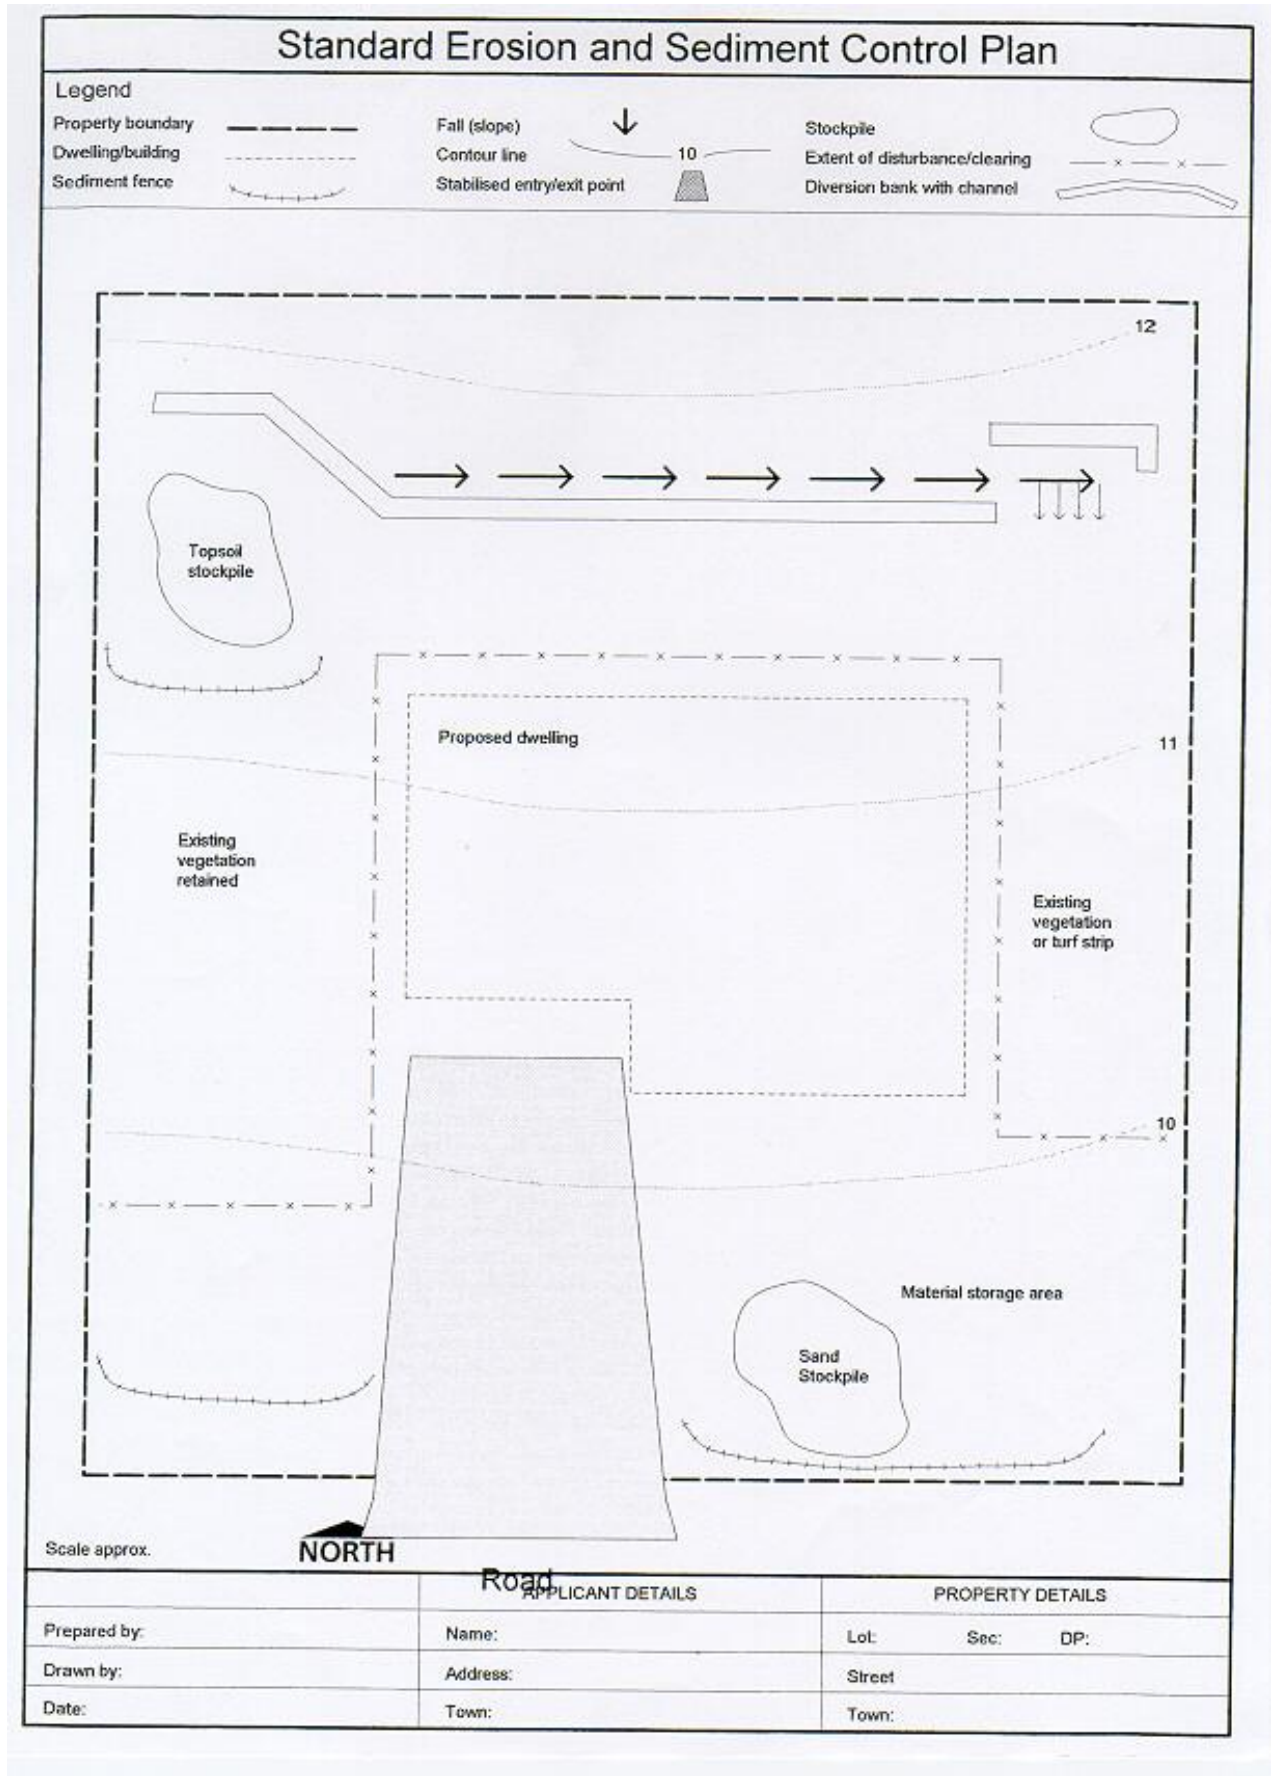 Standard Erosion and Sediment Control Plan
Legend
Property boundary
Dwelling/building
Sediment fence
Fall (slope)
Contour line
10
Stabilised entry/exit point
Stockpile
Extent of disturbance/clearing
Diversion bank with channel
12
Topsoil
stockpile
Proposed dwelling
11
Existing
vegetation
retained
Existing
vegetation
or turf strip
10
Material storage area
Sand
Stockpile
Scale approx.
NORTH
Road
APPLICANT DETAILS
PROPERTY DETAILS
Prepared by:
Name:
Lot: Sec: DP:
Drawn by:
Address:
Street
Date:
Town:
Town: